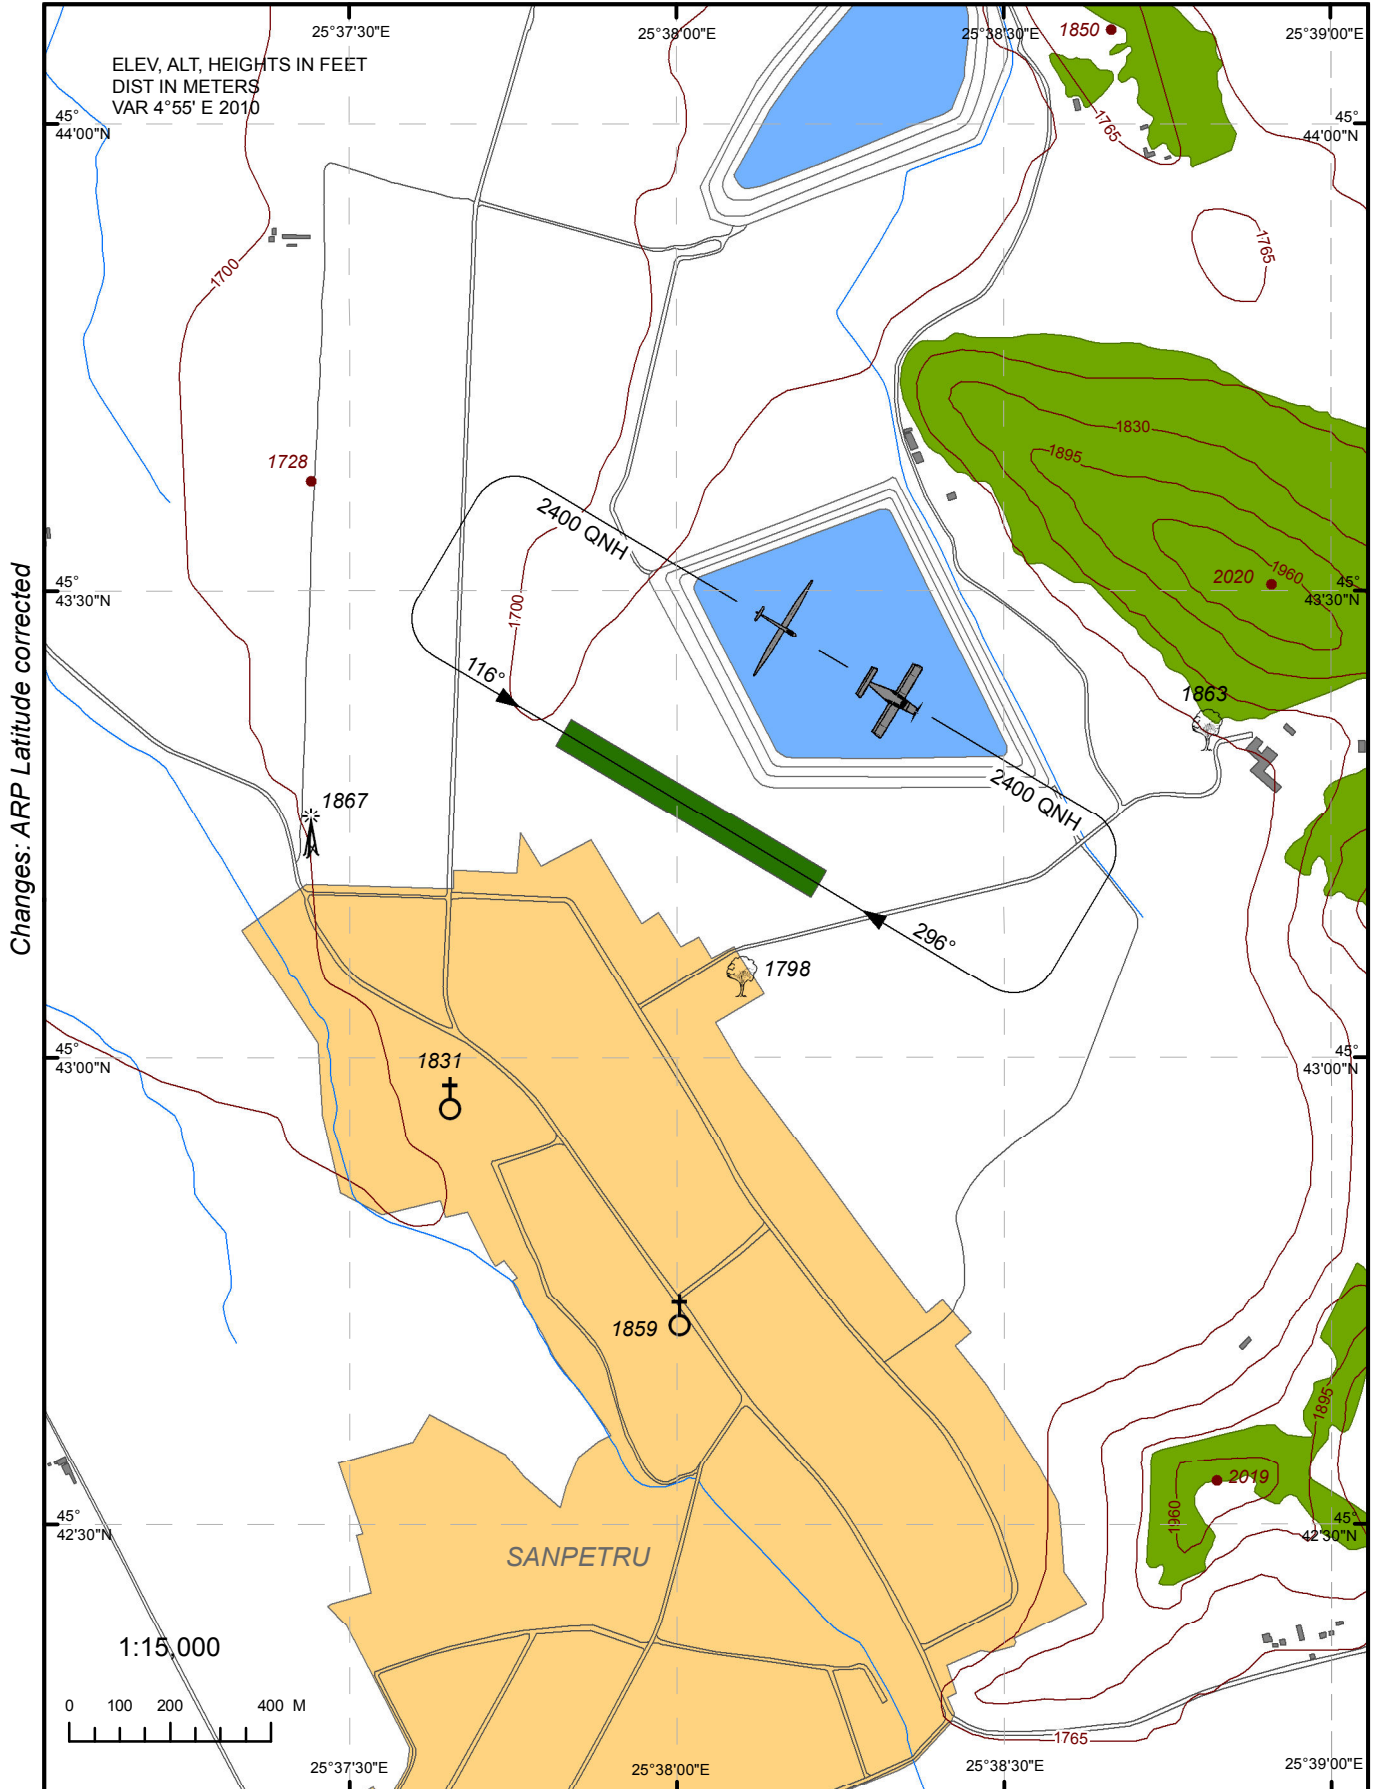 25°37'30"E
25°38'00"E
25°38'30"E
25°39'00"E
1850
ELEV, ALT, HEIGHTS IN FEET
DIST IN METERS
VAR 4°55' E 2010
45°
44'00"N
45°
44'00"N
1765
1765
1700
1830
1728
1895
2400 QNH
1960
2020
45°
43'30"N
45°
43'30"N
1700
Changes: ARP Latitude corrected
116°
1863
2400 QNH
1867
296°
1798
45°
43'00"N
45°
43'00"N
1831
1859
1895
2019
1960
45°
42'30"N
45°
42'30"N
SANPETRU
1:15,000
0 100 200 400 M
1765
25°37'30"E
25°38'00"E
25°38'30"E
25°39'00"E